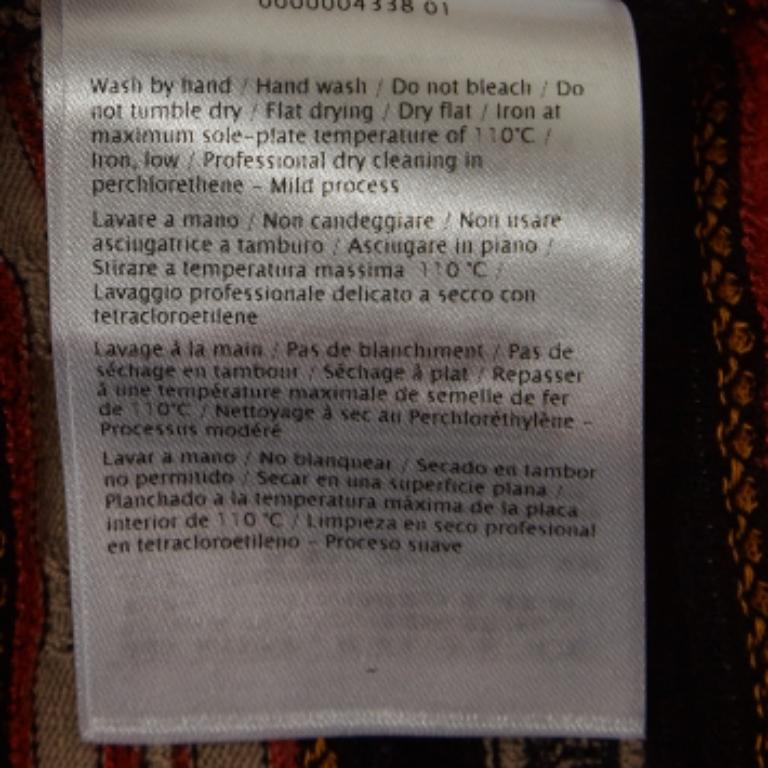 0000004338 01
Wash by hand / Hand wash / Do not bleach / Do
not tumble dry / Flat drying / Dry flat / Iron at
maximum sole-plate temperature of 110°C /
Iron, low / Professional dry cleaning in
perchlorethene - Mild process
Lavare a mano / Non candeggiare / Non usare
asciugatrice a tamburo / Asciugare in piano /
Stirare a temperatura massima 110 °C /
Lavaggio professionale delicato a secco con
tetracloroetilene
Lavage à la main / Pas de blanchiment / Pas de
séchage en tambour / Séchage à plat / Repasser
à une température maximale de semelle de fer
de 110°C / Nettoyage à sec au Perchloréthylène -
Processus modéré
Lavar a mano / No blanquear / Secado en tambor
no permitido / Secar en una superficie plana /
Planchado a la temperatura máxima de la placa
interior de 110 °C / Limpieza en seco profesional
en tetracloroetileno - Proceso suave